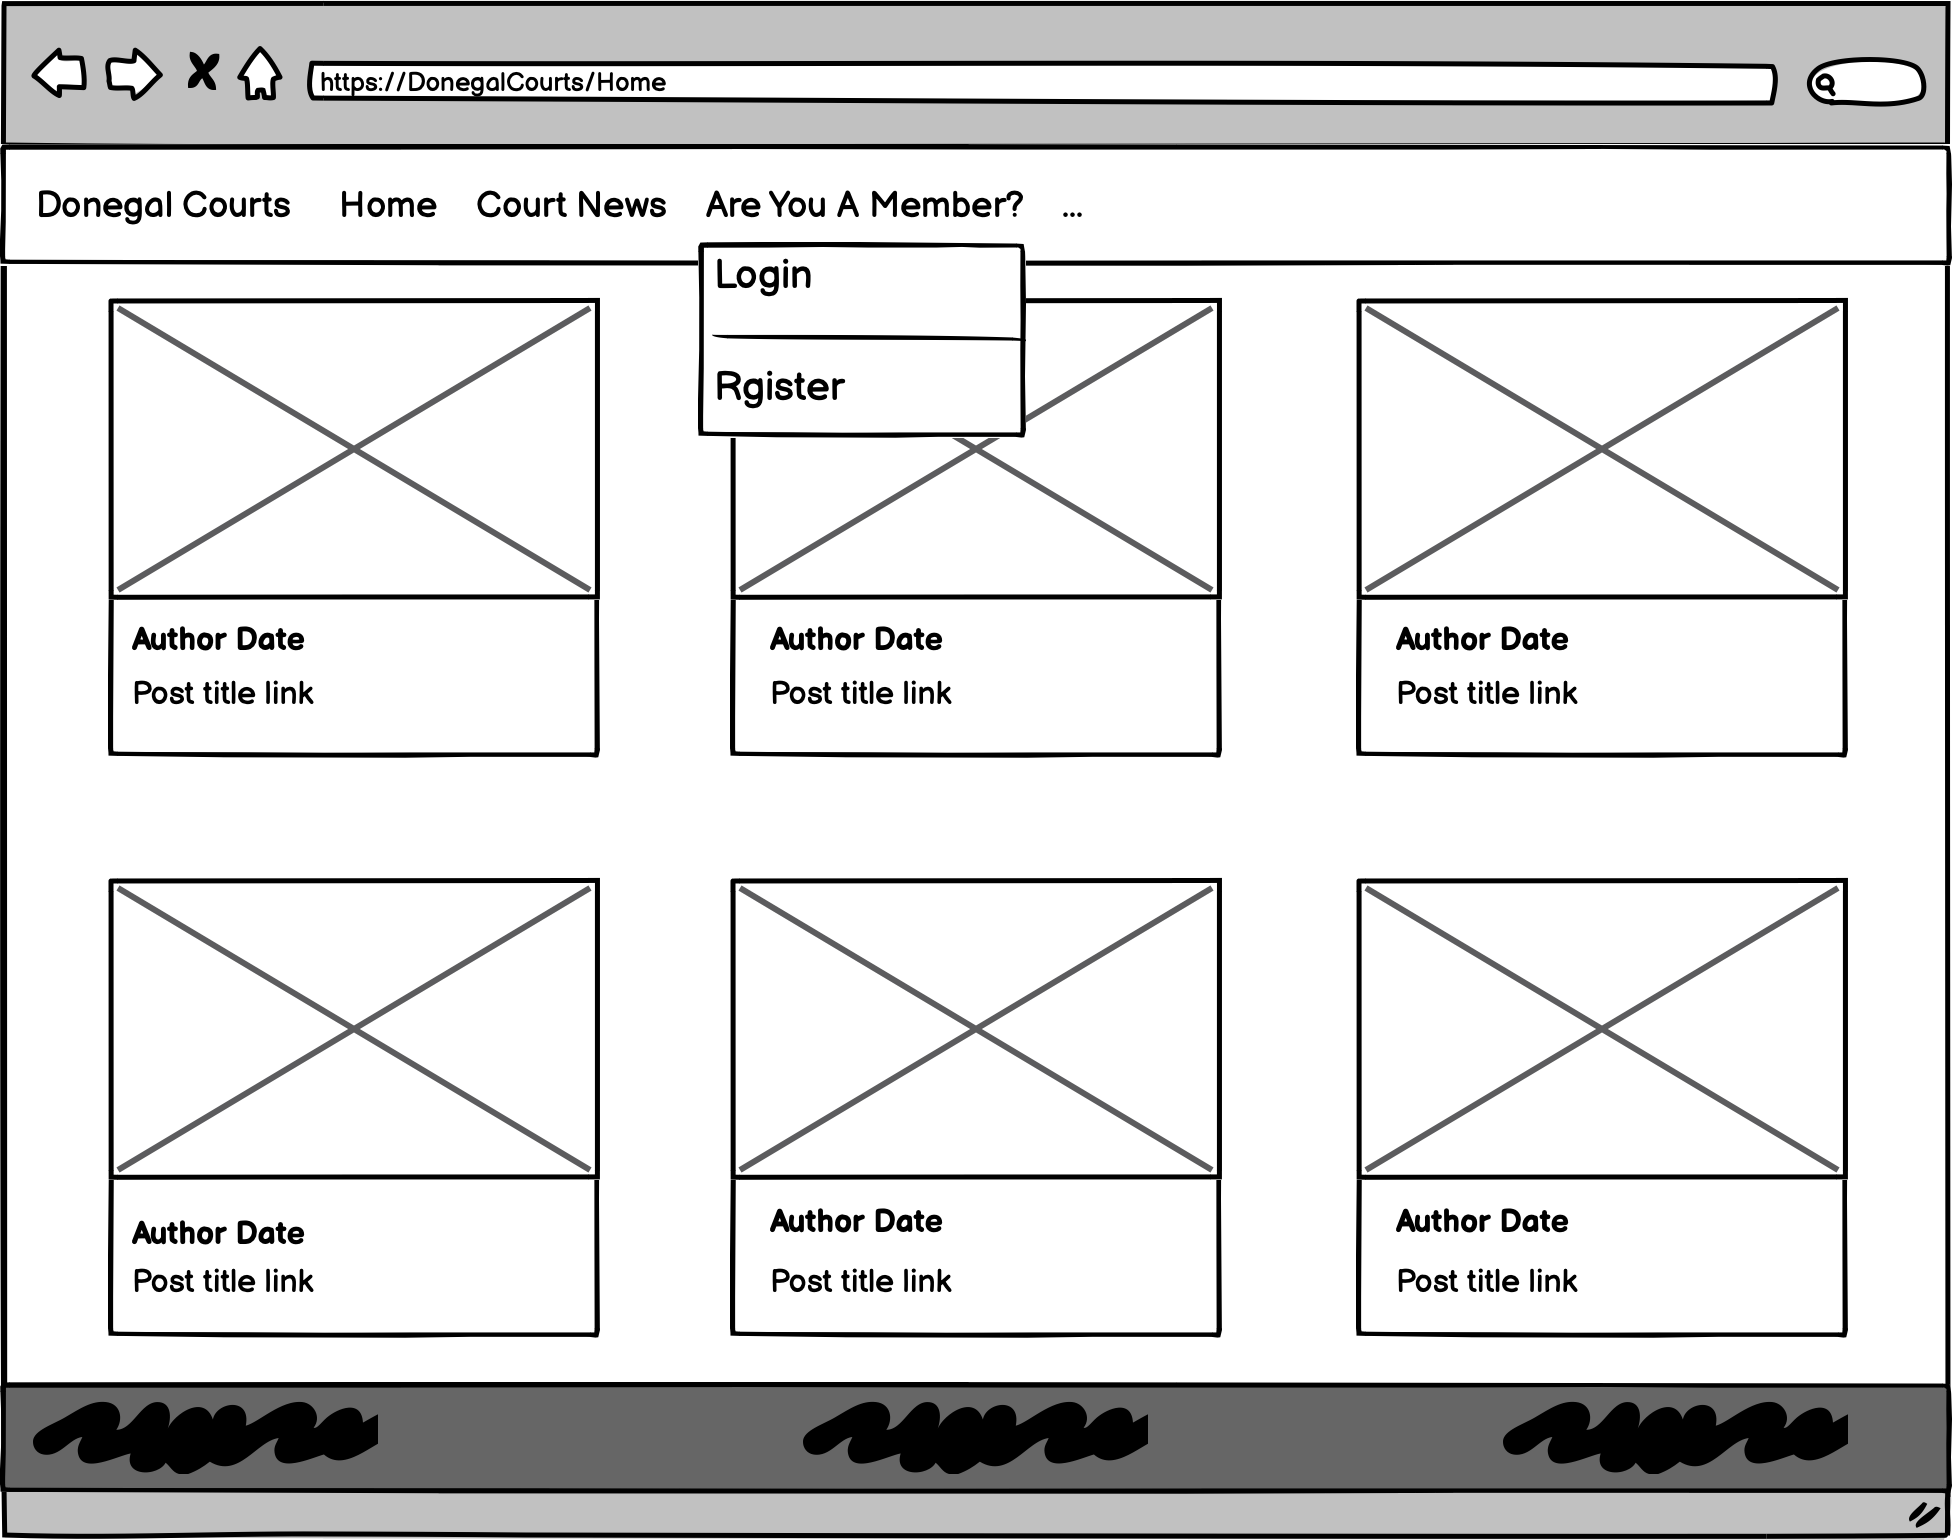 https://DonegalCourts/Home
Donegal Courts Home Court News Are You A Member? ...
Login
Rgister
Author Date Author Date Author Date
Post title link Post title link Post title link
Author Date Author Date Author Date
Post title link Post title link Post title link